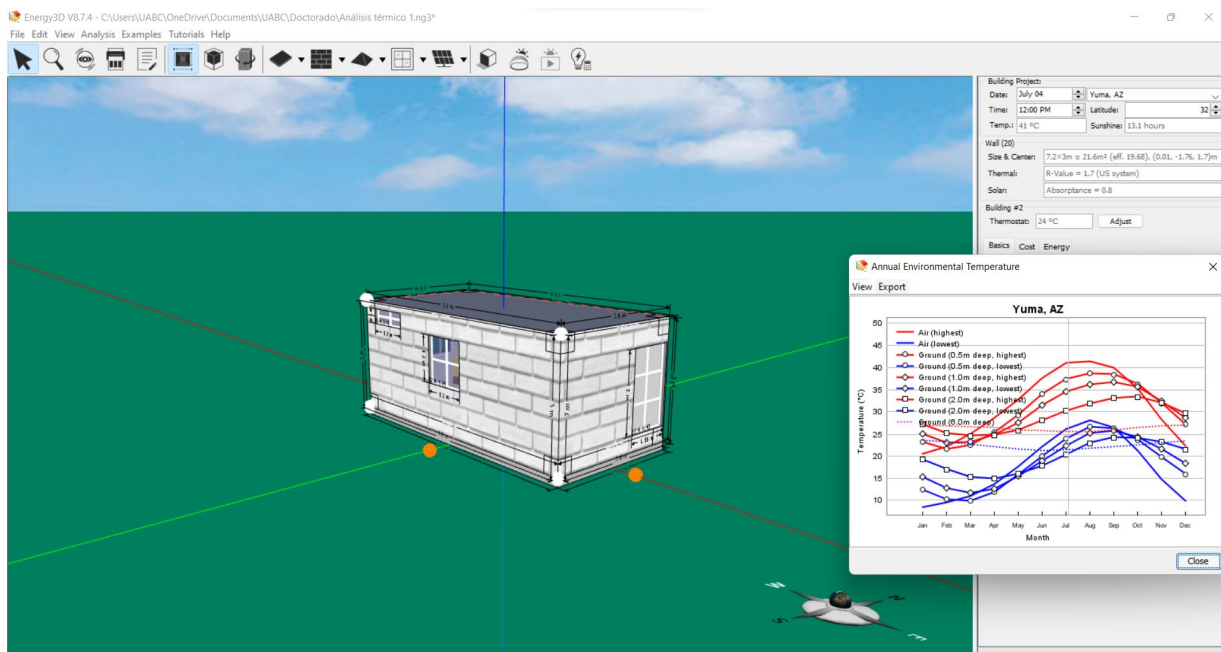 Energy3D V8.7.4 - C:\Users\UABC\OneDrive\Documents\UABC\Doctorado\Análisis térmico 1.ng3*
File Edit View Analysis Examples Tutorials Help
Building Project:
Date: July 04 Yuma, AZ
Time: 12:00 PM Latitude: 32
Temp.: 41 ºC Sunshine: 13.1 hours
Wall (20)
Size & Center: 7.2×3m ≈ 21.6m² (eff. 19.68), (0.01, -1.76, 1.7)m
Thermal: R-Value = 1.7 (US system)
Solar: Absorptance = 0.8
Building #2
Thermostat: 24 ºC Adjust
Basics Cost Energy
Annual Environmental Temperature
View Export
Yuma, AZ
Air (highest)
Air (lowest)
Ground (0.5m deep, highest)
Ground (0.5m deep, lowest)
Ground (1.0m deep, highest)
Ground (1.0m deep, lowest)
Ground (2.0m deep, highest)
Ground (2.0m deep, lowest)
Ground (6.0m deep)
Temperature (ºC)
50
45
40
35
30
25
20
15
10
Jan Feb Mar Apr May Jun Jul Aug Sep Oct Nov Dec
Month
Close
W
N
S
E